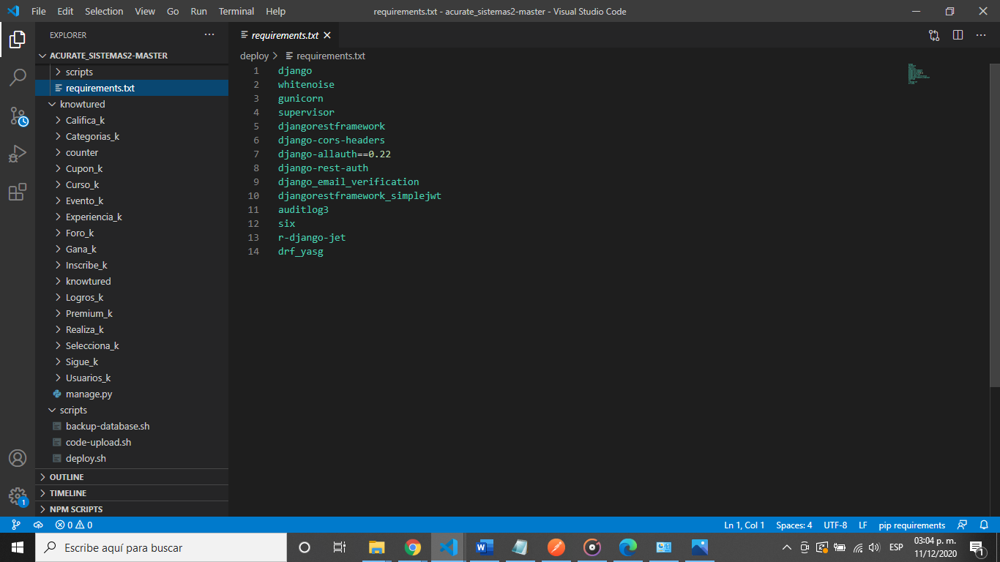 File Edit Selection View Go Run Terminal Help
requirements.txt - acurate_sistemas2-master - Visual Studio Code
EXPLORER
ACURATE_SISTEMAS2-MASTER
scripts
requirements.txt
knowtured
Califica_k
Categorias_k
counter
Cupon_k
Curso_k
Evento_k
Experiencia_k
Foro_k
Gana_k
Inscribe_k
knowtured
Logros_k
Premium_k
Realiza_k
Selecciona_k
Sigue_k
Usuarios_k
manage.py
scripts
backup-database.sh
code-upload.sh
deploy.sh
OUTLINE
TIMELINE
NPM SCRIPTS
1
requirements.txt
deploy > requirements.txt
1 django
2 whitenoise
3 gunicorn
4 supervisor
5 djangorestframework
6 django-cors-headers
7 django-allauth==0.22
8 django-rest-auth
9 django_email_verification
10 djangorestframework_simplejwt
11 auditlog3
12 six
13 r-django-jet
14 drf_yasg
0 0 Ln 1, Col 1 Spaces: 4 UTF-8 LF pip requirements
Escribe aquí para buscar
ESP
03:04 p. m.
11/12/2020
1